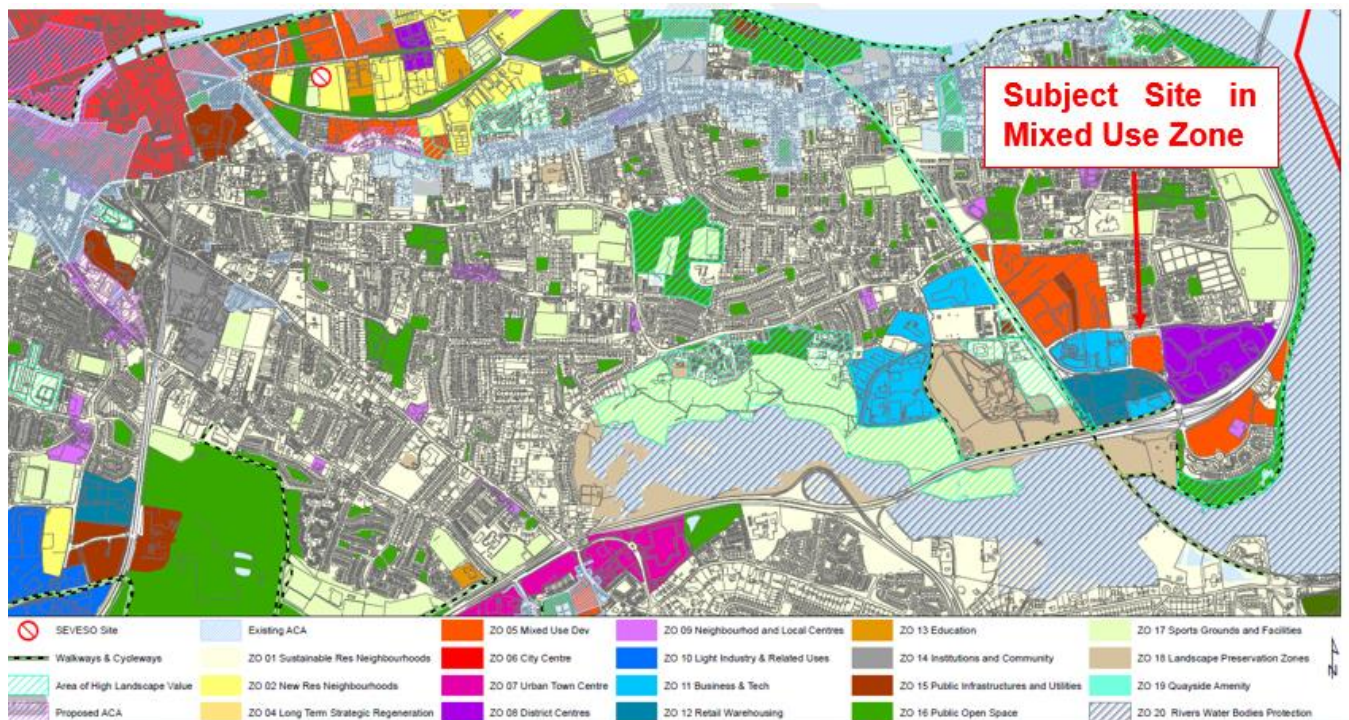 Subject Site in
Mixed Use Zone
SEVESO Site
Existing ACA
ZO 05 Mixed Use Dev
ZO 09 Neighbourhod and Local Centres
ZO 13 Education
ZO 17 Sports Grounds and Facilities
Walkways & Cycleways
ZO 01 Sustainable Res Neighbourhoods
ZO 06 City Centre
ZO 10 Light Industry & Related Uses
ZO 14 Institutions and Community
ZO 18 Landscape Preservation Zones
Area of High Landscape Value
ZO 02 New Res Neighbourhoods
ZO 07 Urban Town Centre
ZO 11 Business & Tech
ZO 15 Public Infrastructures and Utilities
ZO 19 Quayside Amenity
Proposed ACA
ZO 04 Long Term Strategic Regeneration
ZO 08 District Centres
ZO 12 Retail Warehousing
ZO 16 Public Open Space
ZO 20 Rivers Water Bodies Protection
N